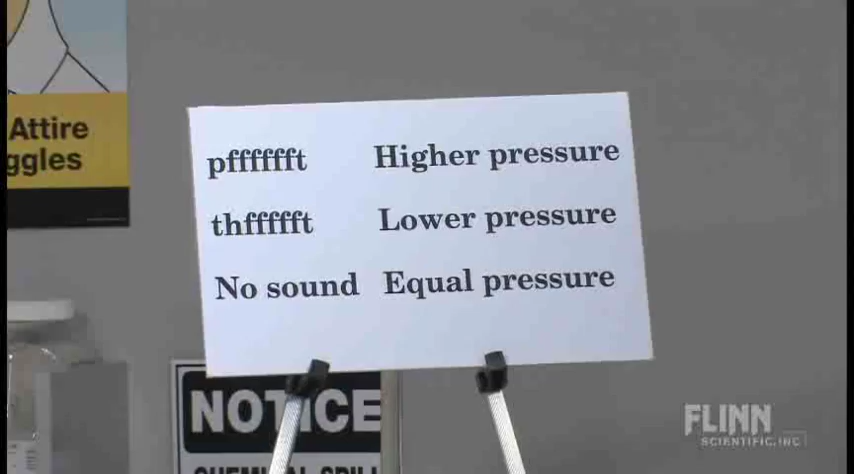 Attire
ggles
pfffffft Higher pressure
thffffft Lower pressure
No sound Equal pressure
NOTICE
FLINN
SCIENTIFIC, INC